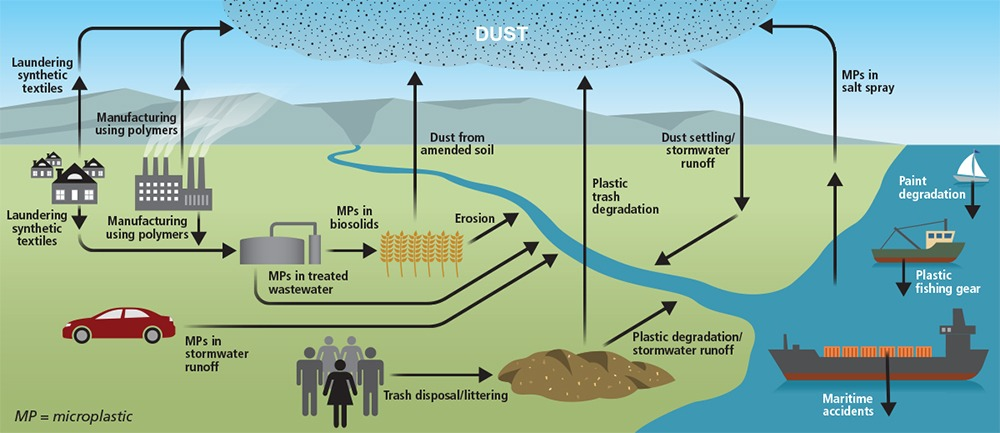 DUST
Laundering
synthetic
textiles
Manufacturing
using polymers
Dust from
amended soil
Plastic
trash
degradation
Dust settling/
stormwater
runoff
MPs in
salt spray
Paint
degradation
Laundering
synthetic
textiles
Manufacturing
using polymers
MPs in
biosolids
Erosion
MPs in treated
wastewater
Plastic
fishing gear
MPs in
stormwater
runoff
Plastic degradation/
stormwater runoff
Trash disposal/littering
Maritime
accidents
MP = microplastic